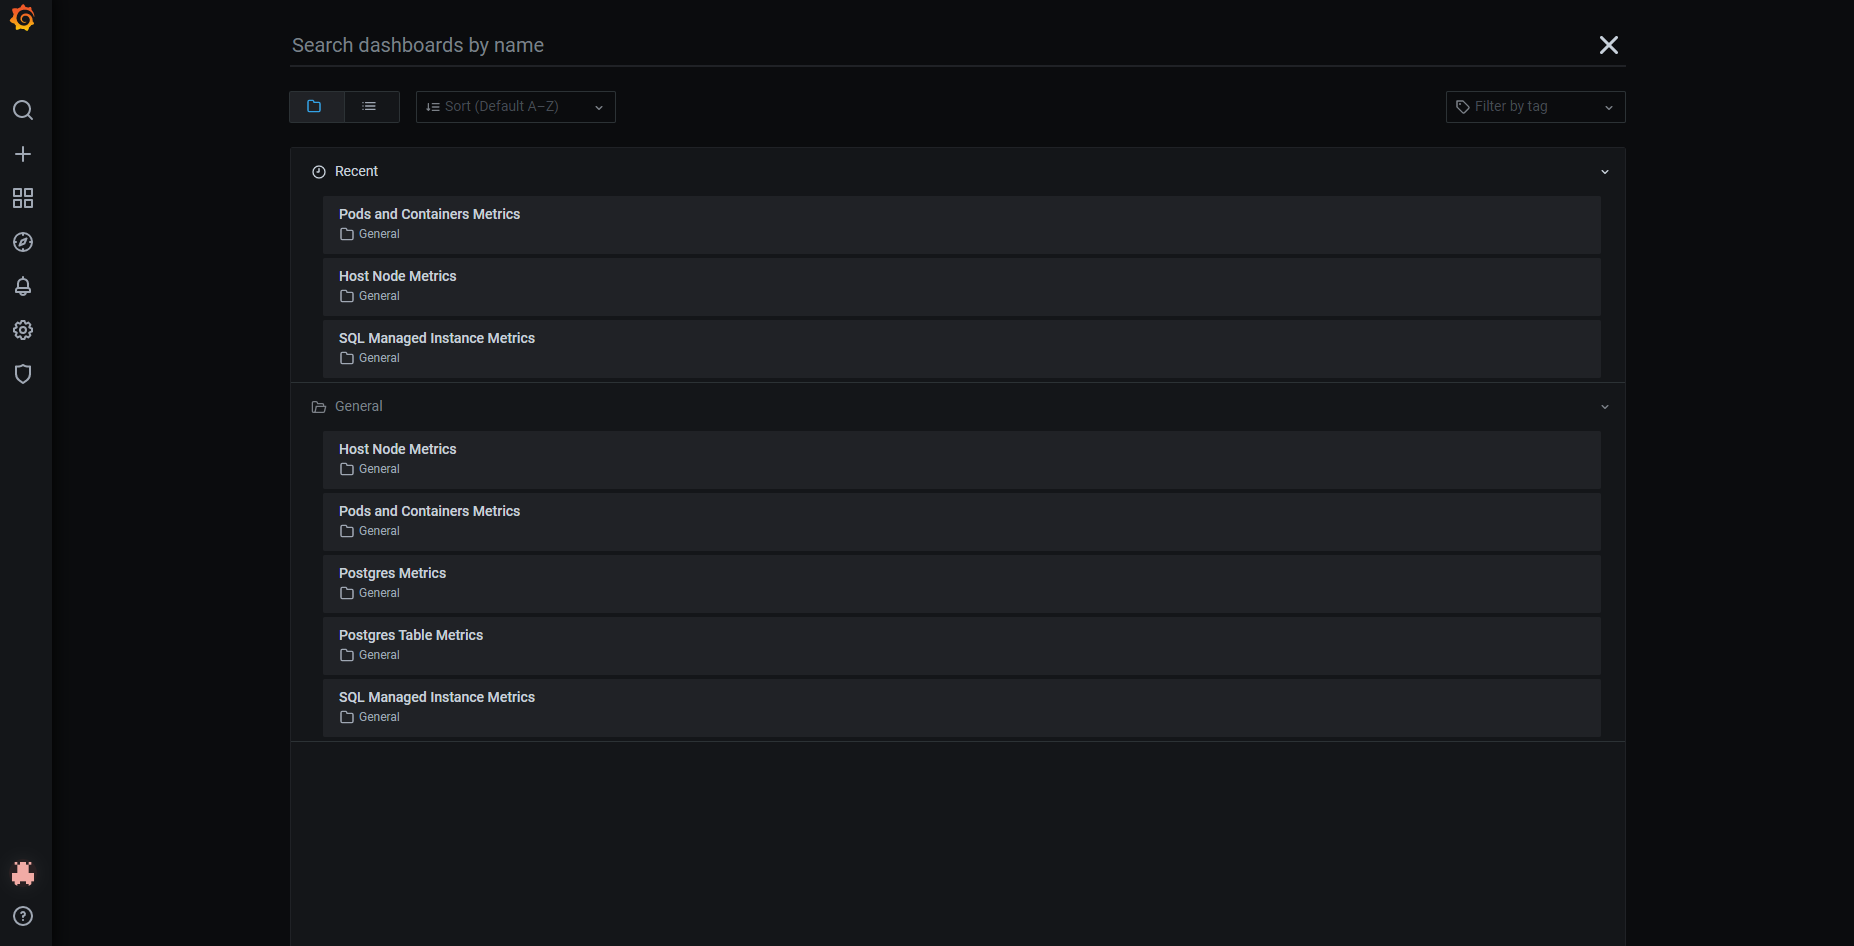 Search dashboards by name
Sort (Default A–Z)
Filter by tag
Recent
Pods and Containers Metrics
General
Host Node Metrics
General
SQL Managed Instance Metrics
General
General
Host Node Metrics
General
Pods and Containers Metrics
General
Postgres Metrics
General
Postgres Table Metrics
General
SQL Managed Instance Metrics
General